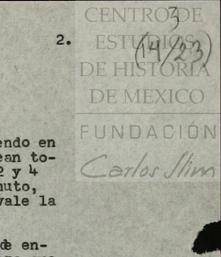 3
CENTRO DE
2. ESTUDIOS (14/23)
DE HISTORIA
DE MEXICO
FUNDACIÓN
Carlos Slim
endo en
ean to-
2 y 4
nuto,
vale la
de en-